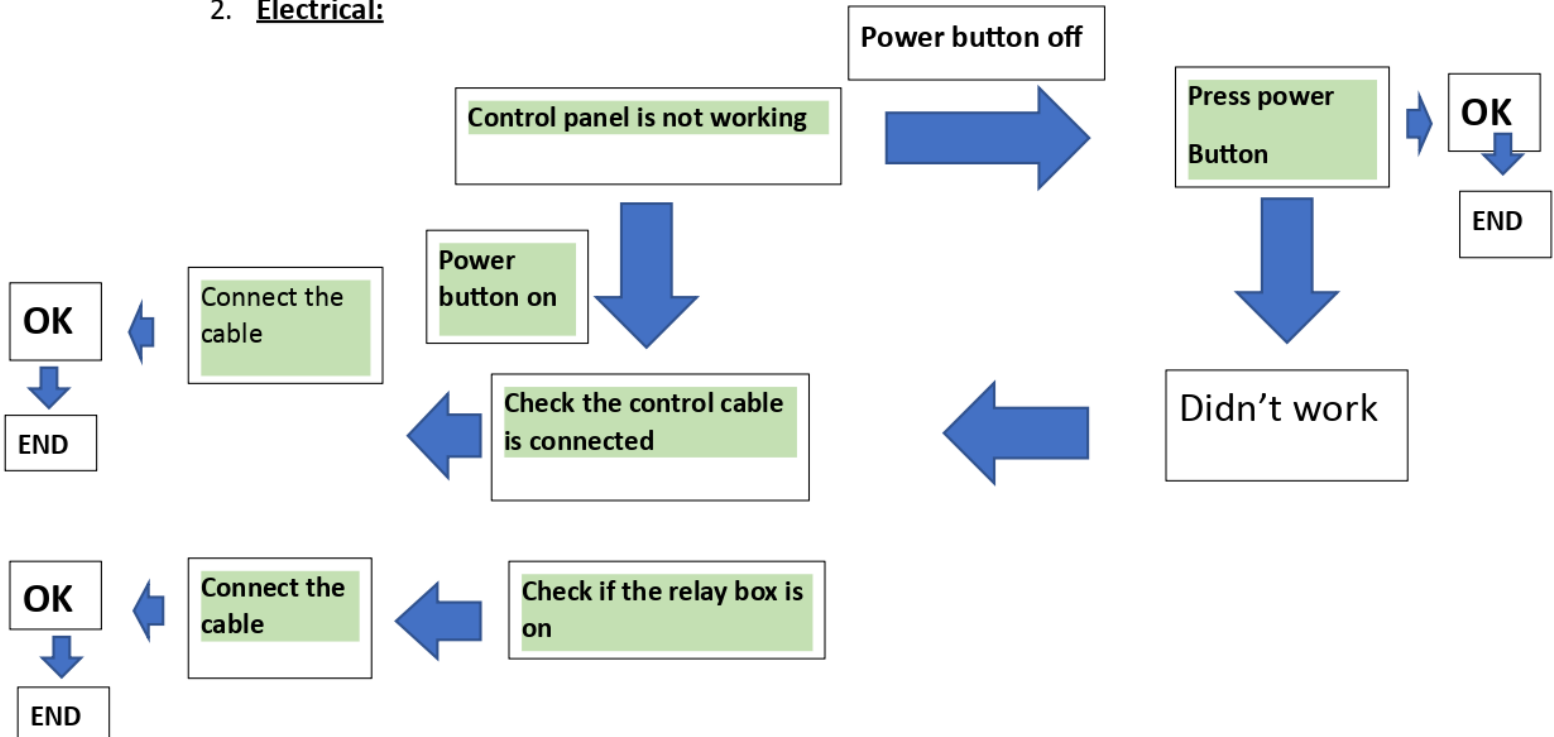 2. Electrical:
Power button off
Control panel is not working
Press power
Button
OK
END
Power
button on
Connect the
cable
OK
END
Check the control cable
is connected
Didn’t work
Check if the relay box is
on
Connect the
cable
OK
END